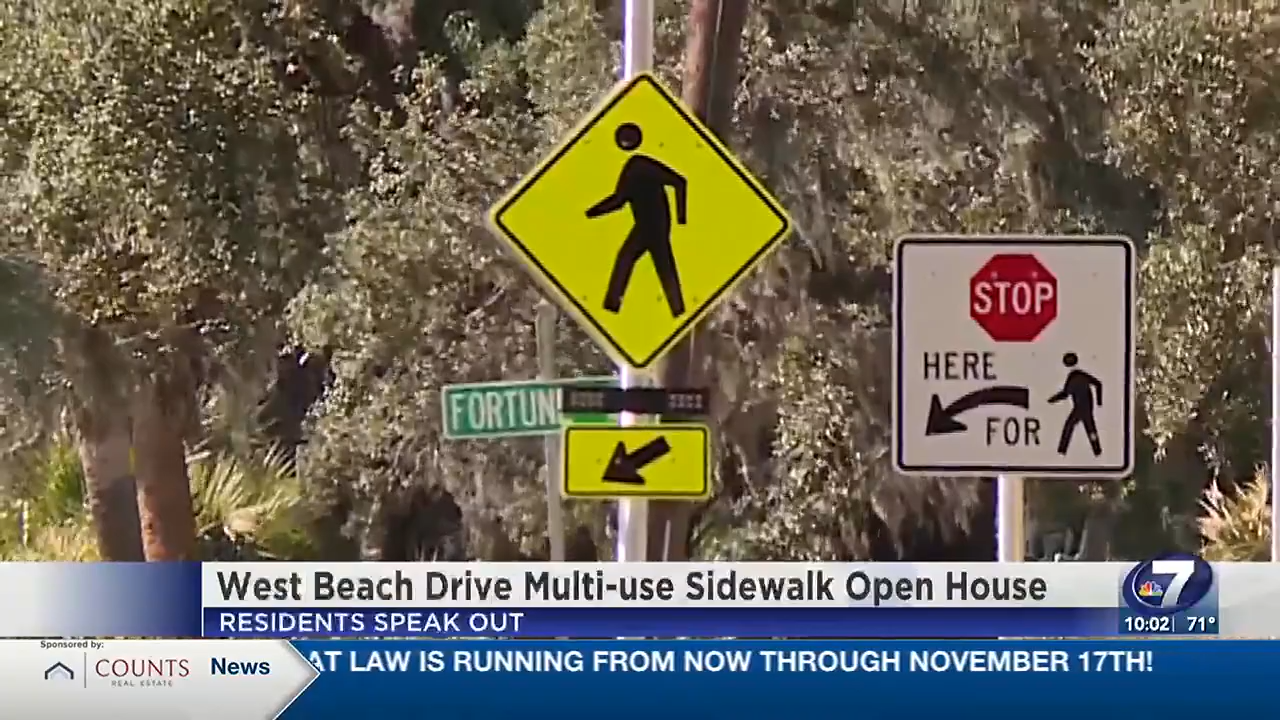 STOP
HERE
FOR
FORTUN
West Beach Drive Multi-use Sidewalk Open House
RESIDENTS SPEAK OUT
7
10:02 71°
Sponsored by:
COUNTS
REAL ESTATE
News
AT LAW IS RUNNING FROM NOW THROUGH NOVEMBER 17TH!